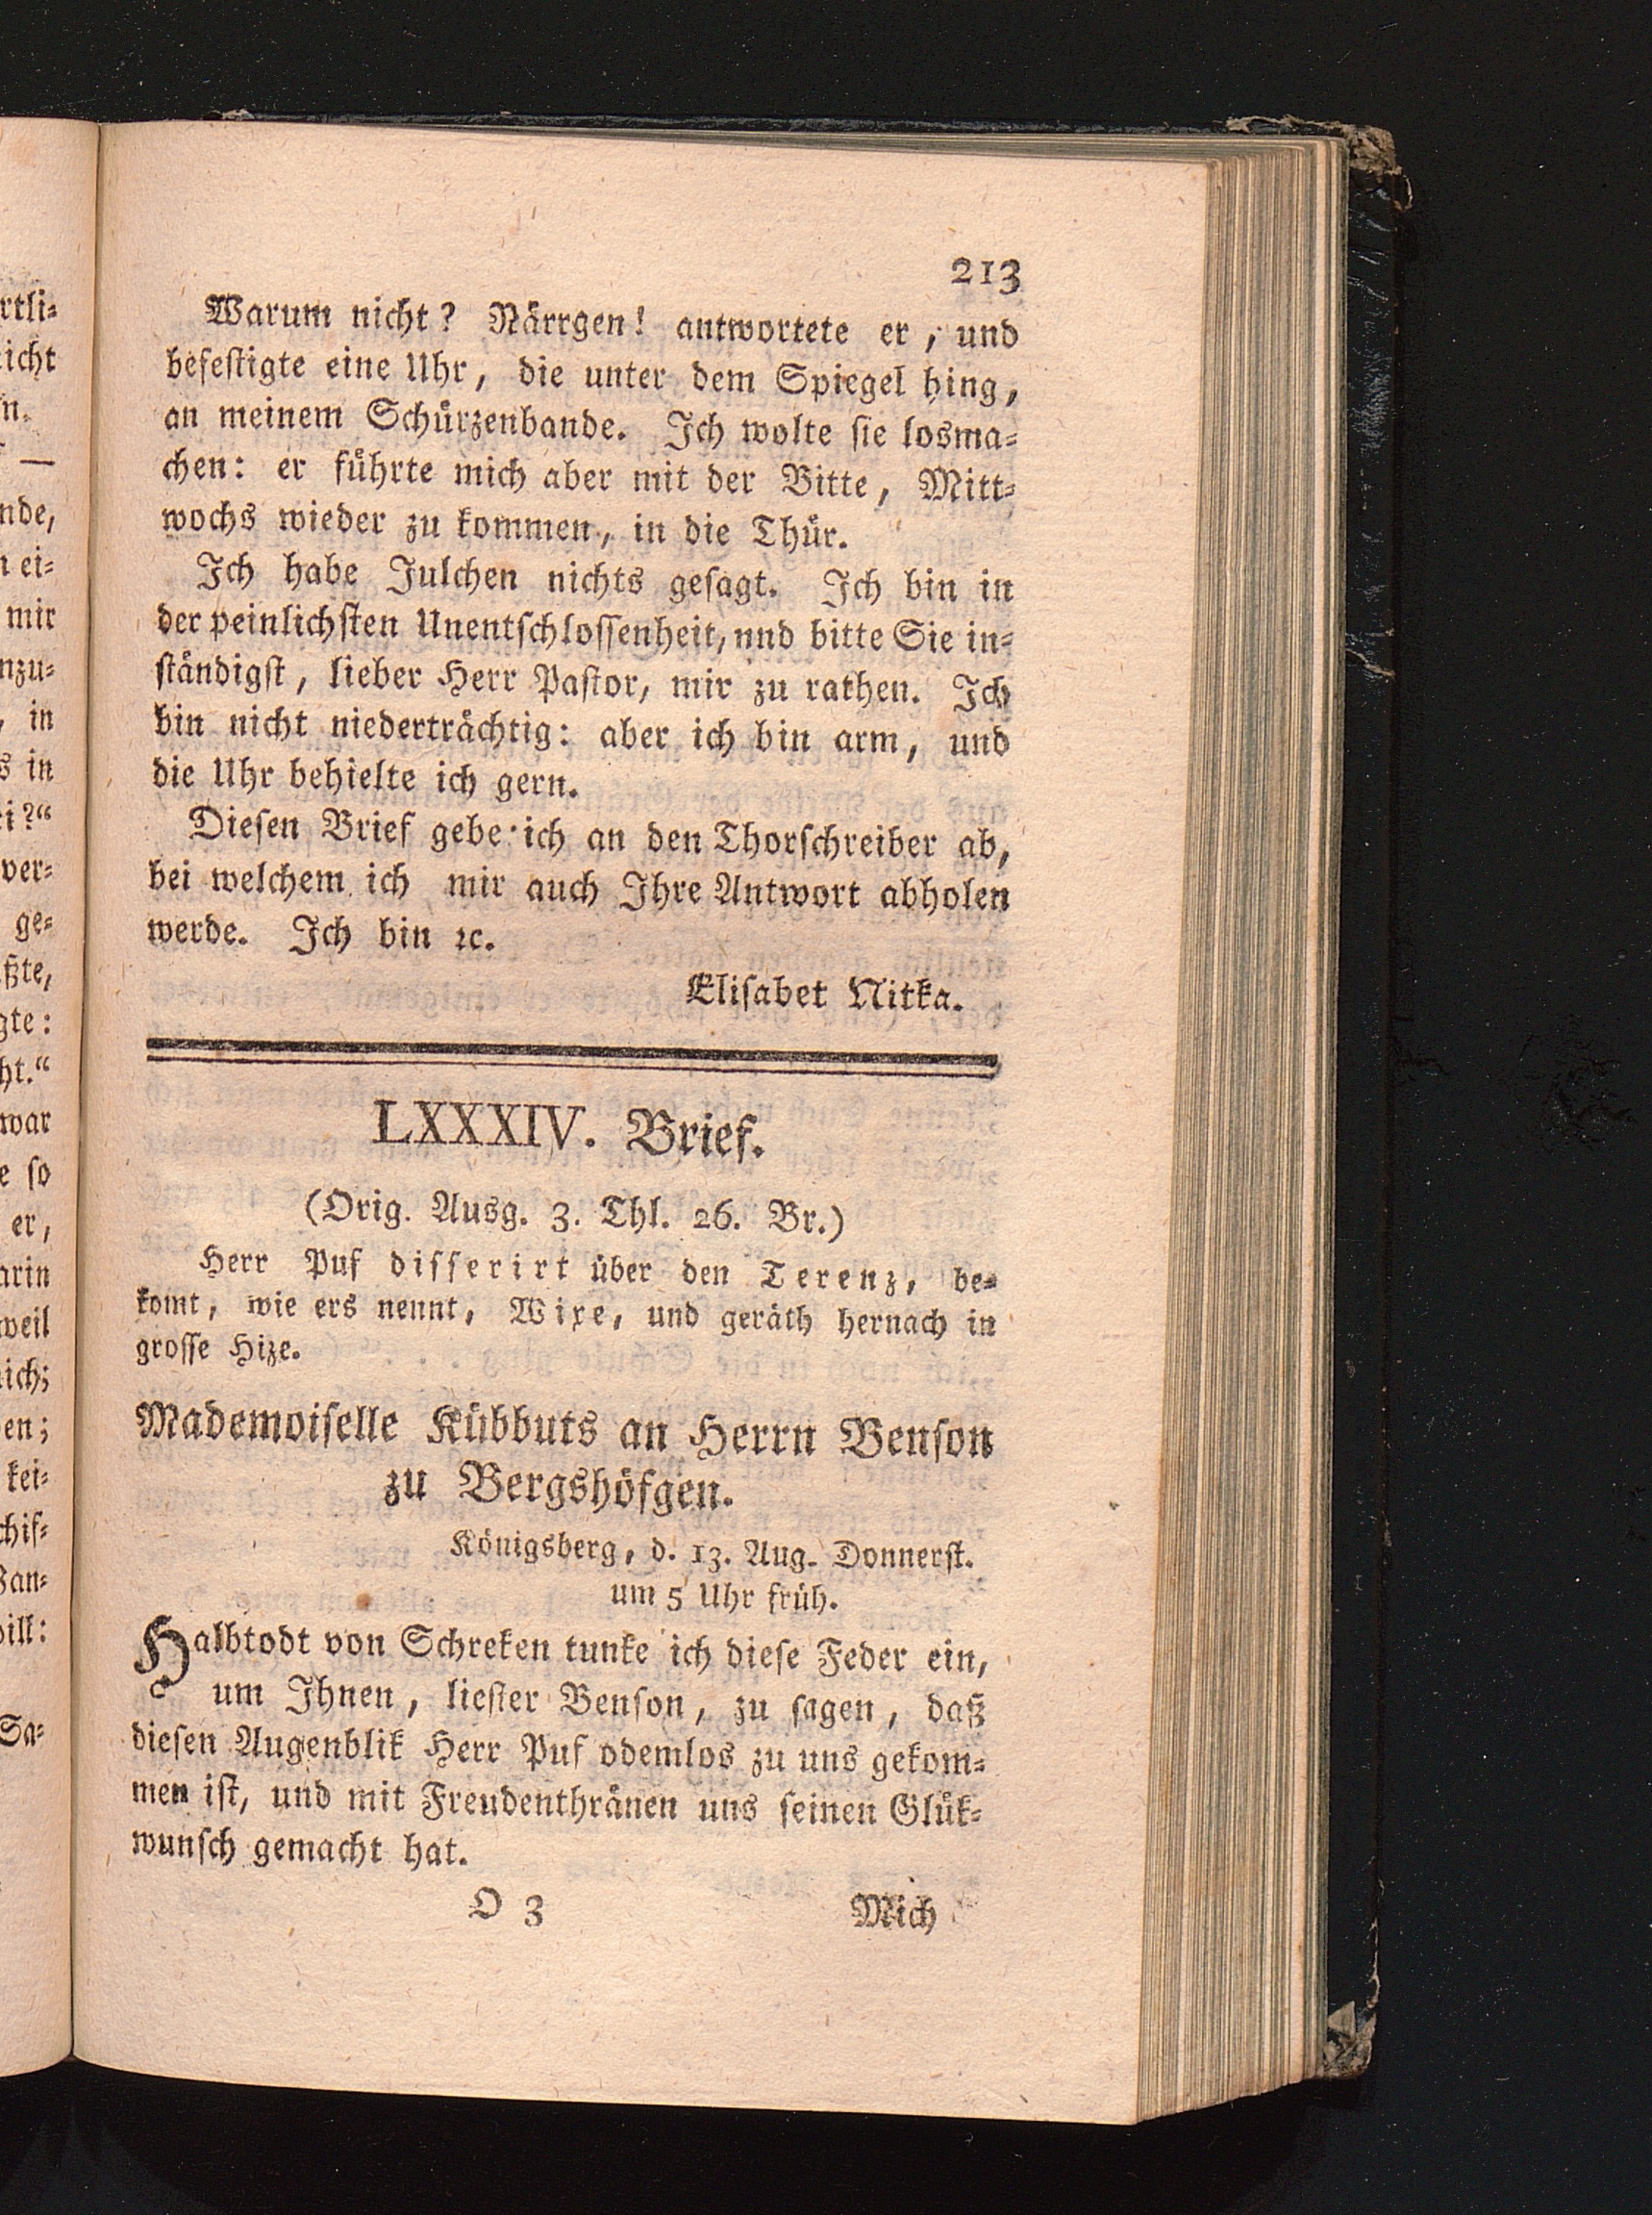 213
Warum nicht? Närrgen! antwortete er, und
befeſtigte eine Uhr, die unter dem Spiegel hing,
an meinem Schürzenbande. Ich wolte ſie losma⸗
chen: er führte mich aber mit der Bitte, Mitt⸗
wochs wieder zu kommen, in die Thür.
Ich habe Julchen nichts geſagt. Ich bin in
der peinlichſten Unentſchloſſenheit, und bitte Sie in⸗
ſtändigſt, lieber Herr Paſtor, mir zu rathen. Ich
bin nicht niederträchtig: aber ich bin arm, und
die Uhr behielte ich gern.
Dieſen Brief gebe ich an den Thorſchreiber ab,
bei welchem ich mir auch Ihre Antwort abholen
werde. Ich bin ꝛc.
Eliſabet Nitka.
LXXXIV. Brief.
(Orig. Ausg. 3. Thl. 26. Br.)
Herr Puf diſſerirt über den Terenz, be⸗
komt, wie ers nennt, Wixe, und geräth hernach in
groſſe Hize.
Mademoiſelle Kübbuts an Herrn Benſon
zu Bergshöfgen.
Königsberg, d. 13. Aug. Donnerſt.
um 5 Uhr früh.
Halbtodt von Schreken tunke ich dieſe Feder ein,
um Ihnen, lieſter Benſon, zu ſagen, daß
dieſen Augenblik Herr Puf odemlos zu uns gekom⸗
men iſt, und mit Freudenthränen uns ſeinen Glük⸗
wunſch gemacht hat.
O 3
Mich